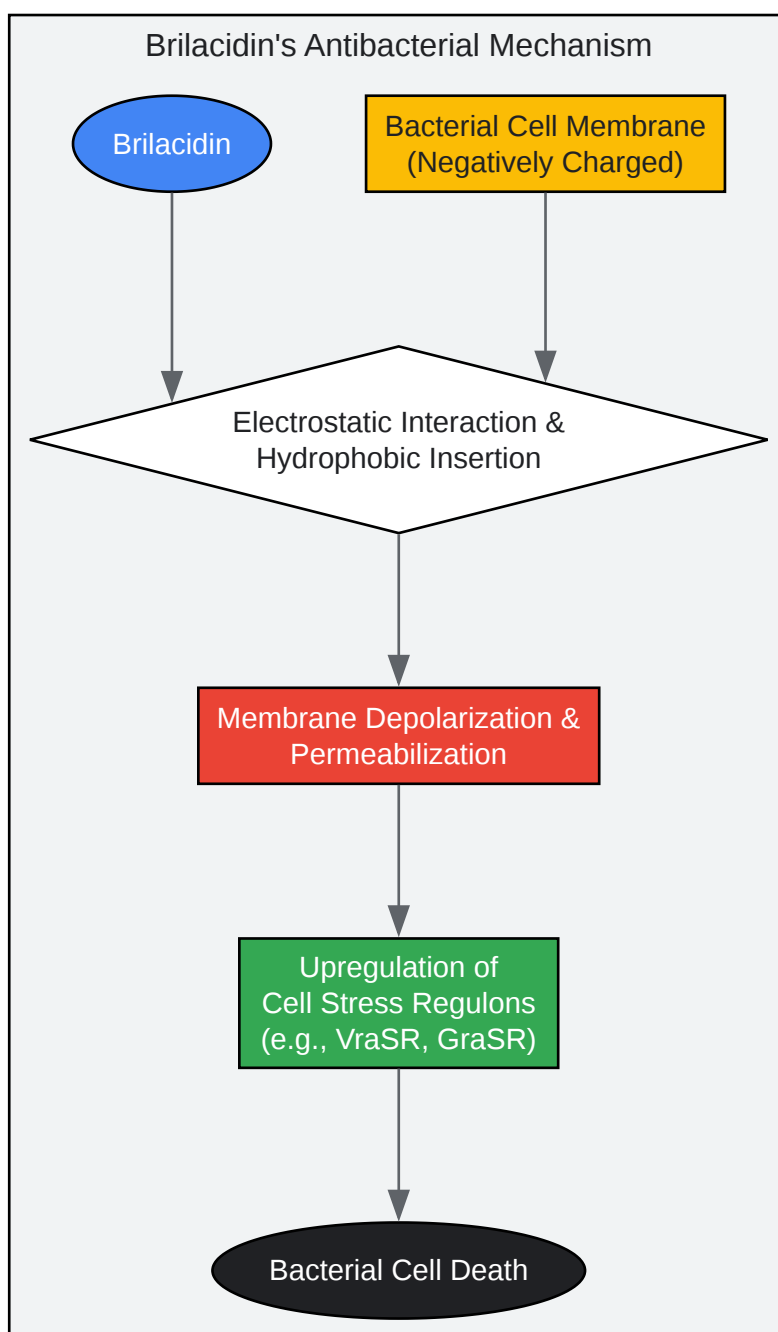 Brilacidin's Antibacterial Mechanism
Brilacidin
Bacterial Cell Membrane
(Negatively Charged)
Electrostatic Interaction &
Hydrophobic Insertion
Membrane Depolarization &
Permeabilization
Upregulation of
Cell Stress Regulons
(e.g., VraSR, GraSR)
Bacterial Cell Death